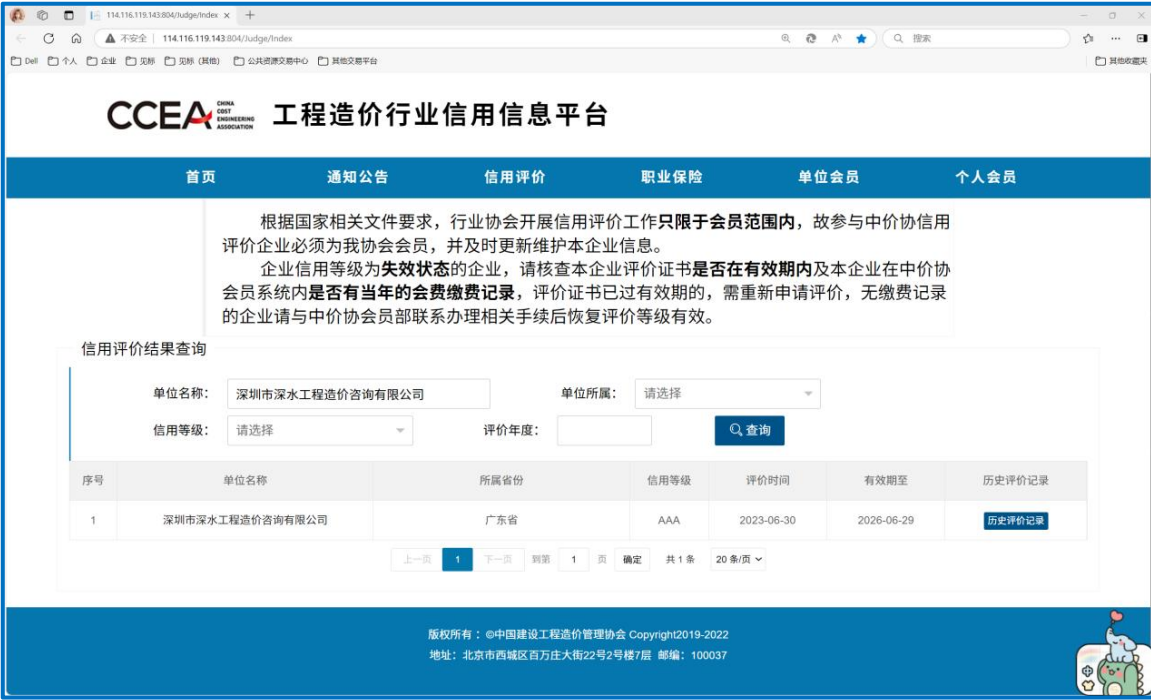 114.116.119.143:804/Judge/Index
不安全 114.116.119.143:804/Judge/Index 搜索
Dell 个人 企业 见标 见标 (其他) 公共资源交易中心 其他交易平台 其他收藏夹
CCEA CHINA COST ENGINEERING ASSOCIATION 工程造价行业信用信息平台
首页 通知公告 信用评价 职业保险 单位会员 个人会员
根据国家相关文件要求，行业协会开展信用评价工作只限于会员范围内，故参与中价协信用
评价企业必须为我协会会员，并及时更新维护本企业信息。
企业信用等级为失效状态的企业，请核查本企业评价证书是否在有效期内及本企业在中价协
会员系统内是否有当年的会费缴费记录，评价证书已过有效期的，需重新申请评价，无缴费记录
的企业请与中价协会员部联系办理相关手续后恢复评价等级有效。
信用评价结果查询
单位名称： 深圳市深水工程造价咨询有限公司 单位所属： 请选择
信用等级： 请选择 评价年度： 查询
序号 单位名称 所属省份 信用等级 评价时间 有效期至 历史评价记录
1 深圳市深水工程造价咨询有限公司 广东省 AAA 2023-06-30 2026-06-29 历史评价记录
上一页 1 下一页 到第 1 页 确定 共 1 条 20 条/页
版权所有：©中国建设工程造价管理协会 Copyright2019-2022
地址：北京市西城区百万庄大街22号2号楼7层 邮编：100037